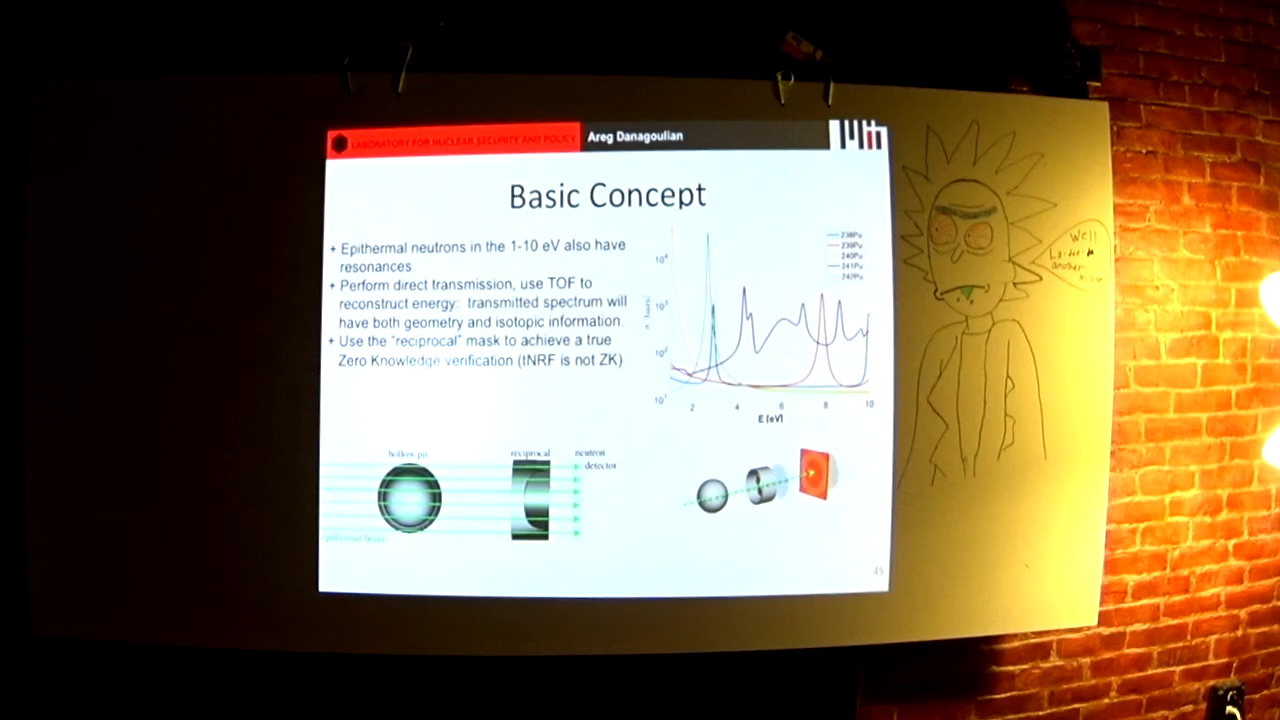 LABORATORY FOR NUCLEAR SECURITY AND POLICY
Areg Danagoulian
Basic Concept
+ Epithermal neutrons in the 1-10 eV also have
resonances.
+ Perform direct transmission, use TOF to
reconstruct energy: transmitted spectrum will
have both geometry and isotopic information.
+ Use the "reciprocal" mask to achieve a true
Zero Knowledge verification (tNRF is not ZK)
238Pu
239Pu
240Pu
241Pu
242Pu
10⁴
10³
10²
10¹
2 4 6 8 10
E [eV]
hollow pit
reciprocal
neutron
detector
epithermal beam
45
Well
another